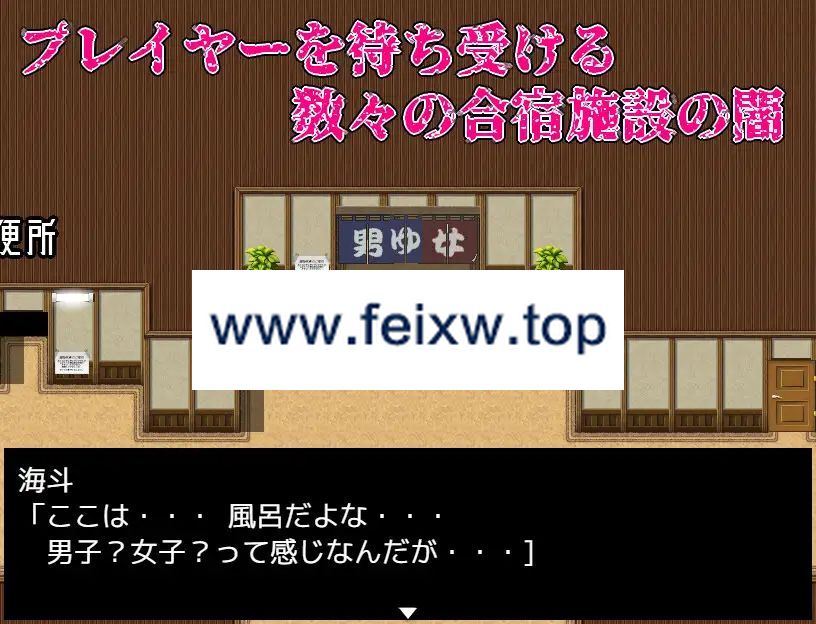 プレイヤーを待ち受ける
数々の合宿施設の闇
便所
男ゆ女
www.feixw.top
海斗
「ここは・・・ 風呂だよな・・・
男子？女子？って感じなんだが・・・]